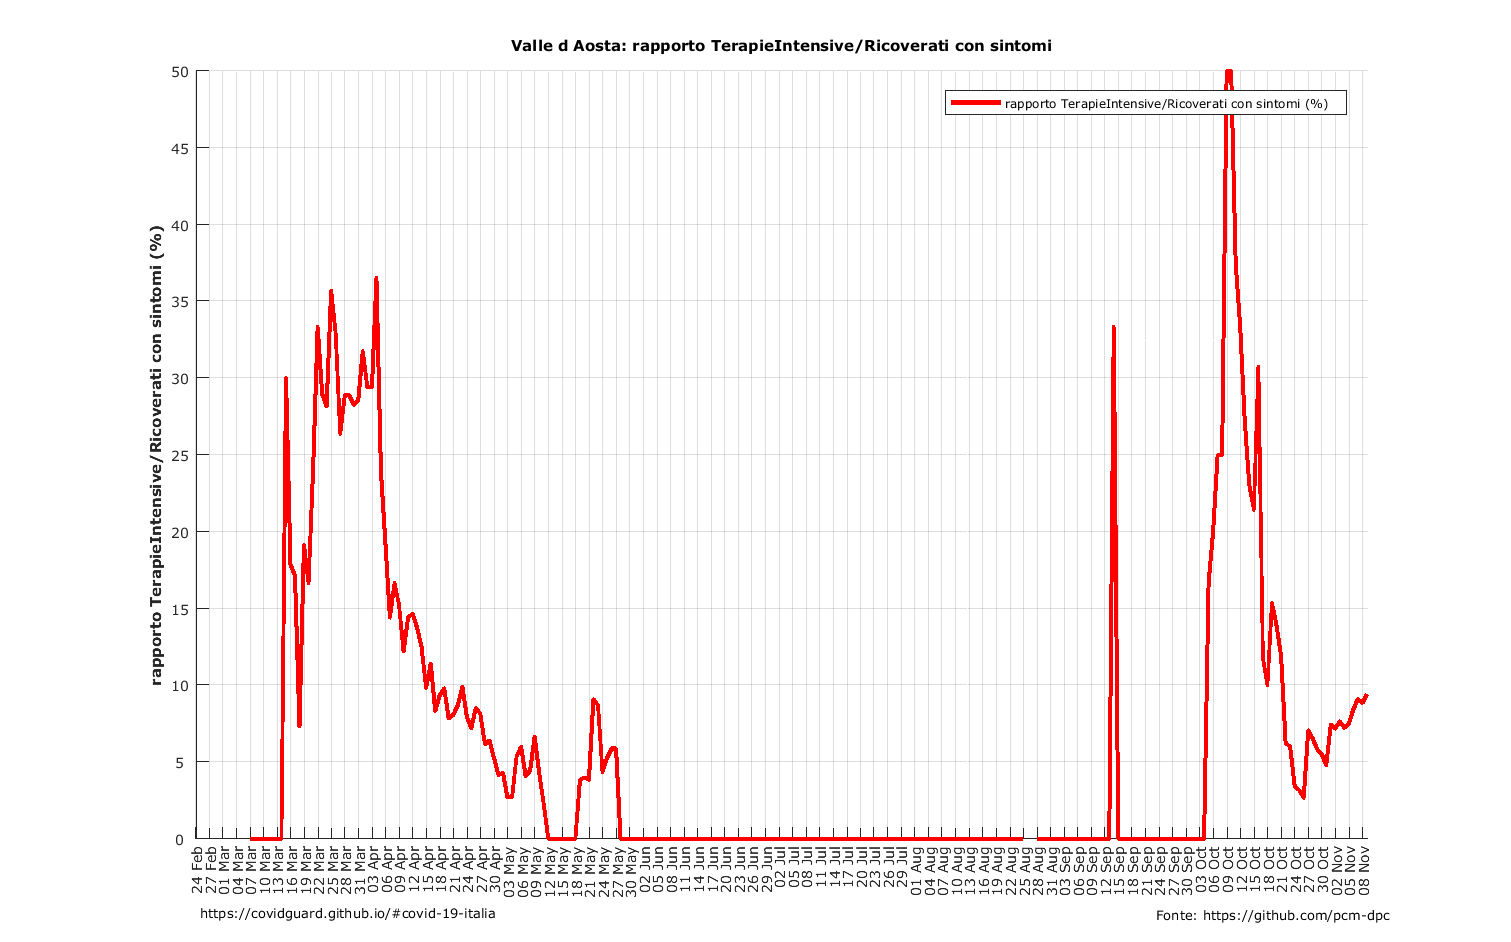 Valle d Aosta: rapporto TerapieIntensive/Ricoverati con sintomi
rapporto TerapieIntensive/Ricoverati con sintomi (%)
rapporto TerapieIntensive/Ricoverati con sintomi (%)
50
45
40
35
30
25
20
15
10
5
0
24 Feb
27 Feb
01 Mar
04 Mar
07 Mar
10 Mar
13 Mar
16 Mar
19 Mar
22 Mar
25 Mar
28 Mar
31 Mar
03 Apr
06 Apr
09 Apr
12 Apr
15 Apr
18 Apr
21 Apr
24 Apr
27 Apr
30 Apr
03 May
06 May
09 May
12 May
15 May
18 May
21 May
24 May
27 May
30 May
02 Jun
05 Jun
08 Jun
11 Jun
14 Jun
17 Jun
20 Jun
23 Jun
26 Jun
29 Jun
02 Jul
05 Jul
08 Jul
11 Jul
14 Jul
17 Jul
20 Jul
23 Jul
26 Jul
29 Jul
01 Aug
04 Aug
07 Aug
10 Aug
13 Aug
16 Aug
19 Aug
22 Aug
25 Aug
28 Aug
31 Aug
03 Sep
06 Sep
09 Sep
12 Sep
15 Sep
18 Sep
21 Sep
24 Sep
27 Sep
30 Sep
03 Oct
06 Oct
09 Oct
12 Oct
15 Oct
18 Oct
21 Oct
24 Oct
27 Oct
30 Oct
02 Nov
05 Nov
08 Nov
https://covidguard.github.io/#covid-19-italia
Fonte: https://github.com/pcm-dpc